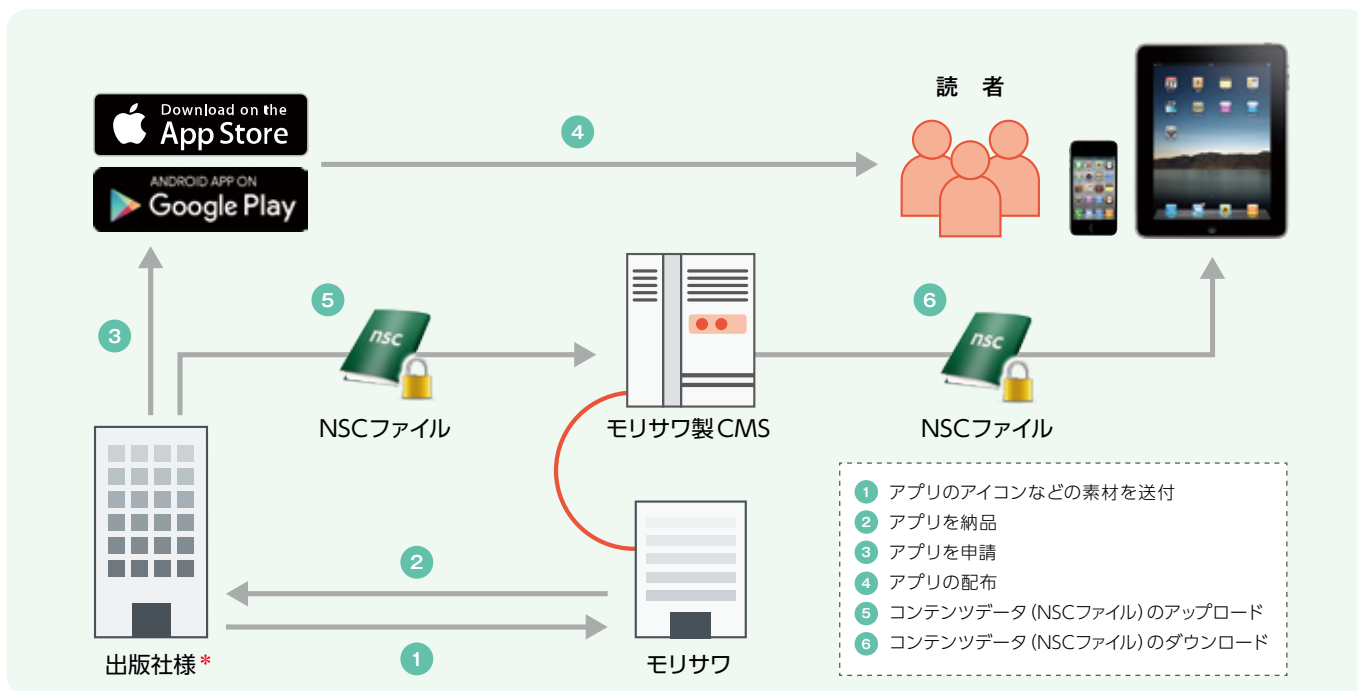 Download on the
App Store
ANDROID APP ON
Google Play
4
読者
3
5
nsc
NSCファイル
モリサワ製CMS
6
nsc
NSCファイル
2
1
出版社様*
モリサワ
1 アプリのアイコンなどの素材を送付
2 アプリを納品
3 アプリを申請
4 アプリの配布
5 コンテンツデータ(NSCファイル)のアップロード
6 コンテンツデータ(NSCファイル)のダウンロード